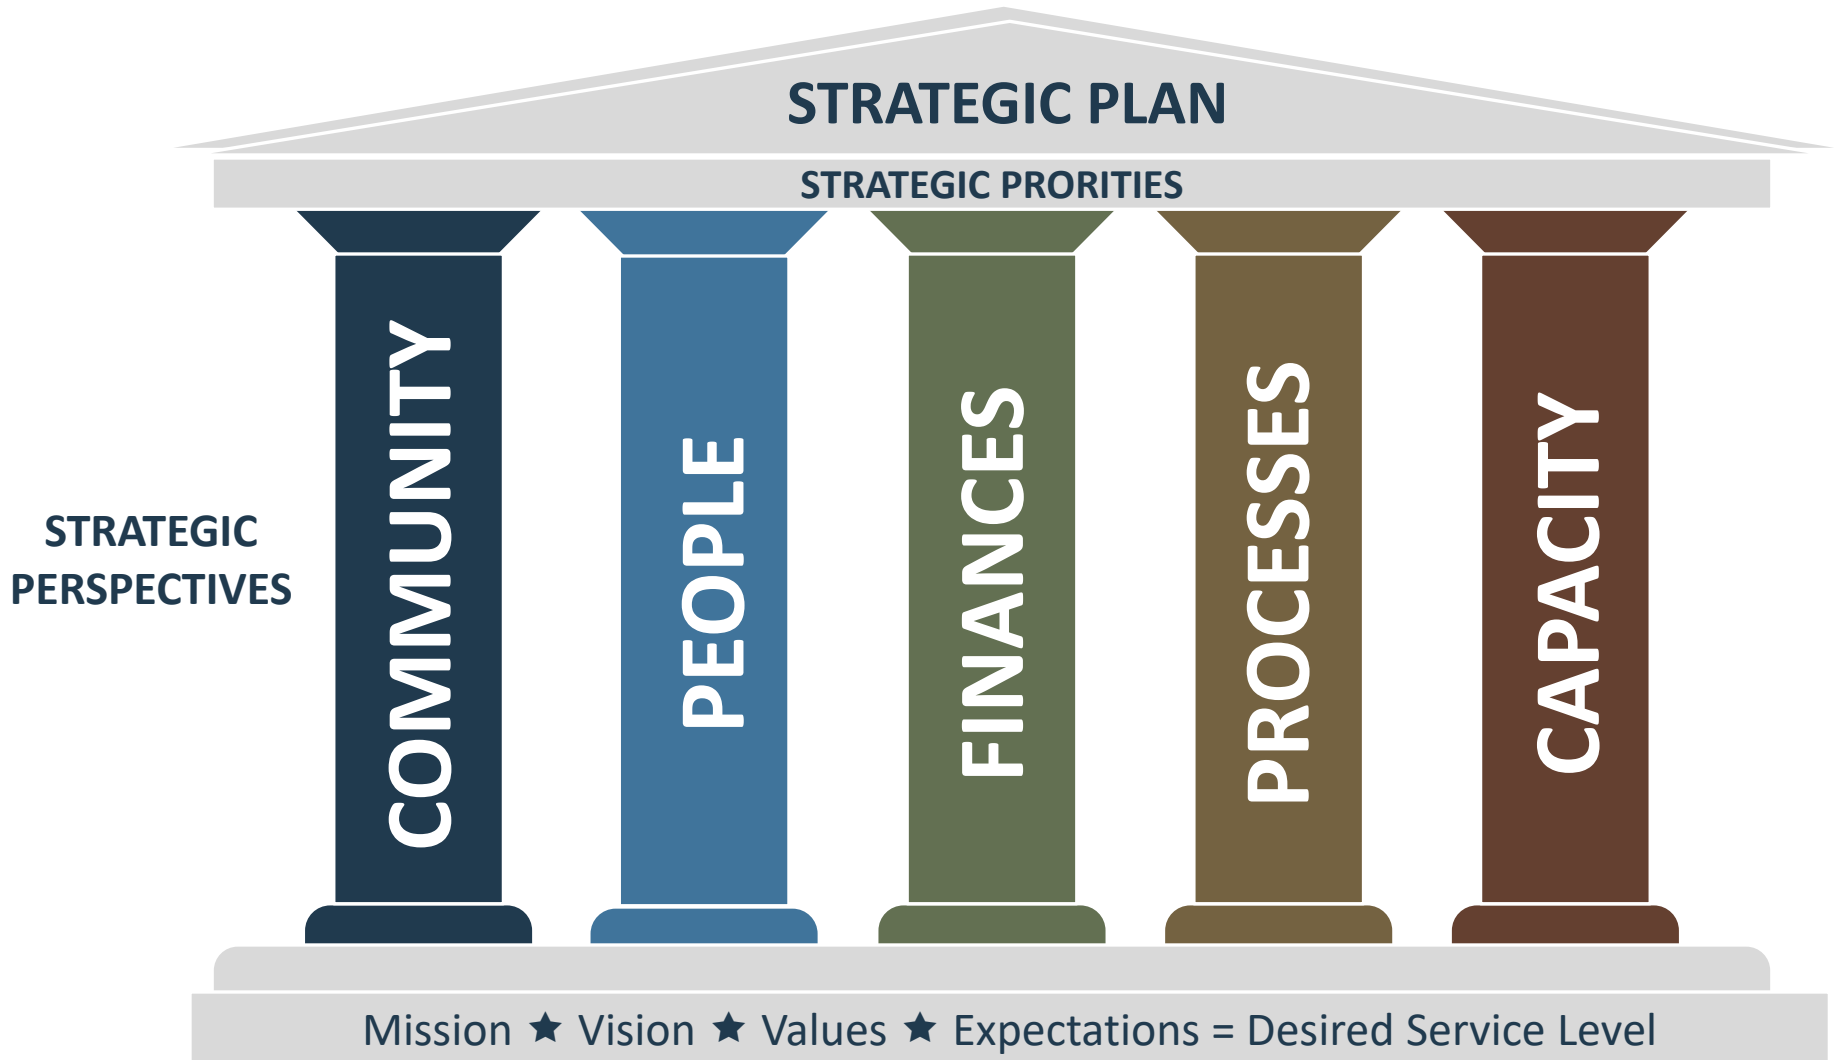 STRATEGIC PLAN
STRATEGIC PRORITIES
STRATEGIC
PERSPECTIVES
COMMUNITY
PEOPLE
FINANCES
PROCESSES
CAPACITY
Mission ★ Vision ★ Values ★ Expectations = Desired Service Level